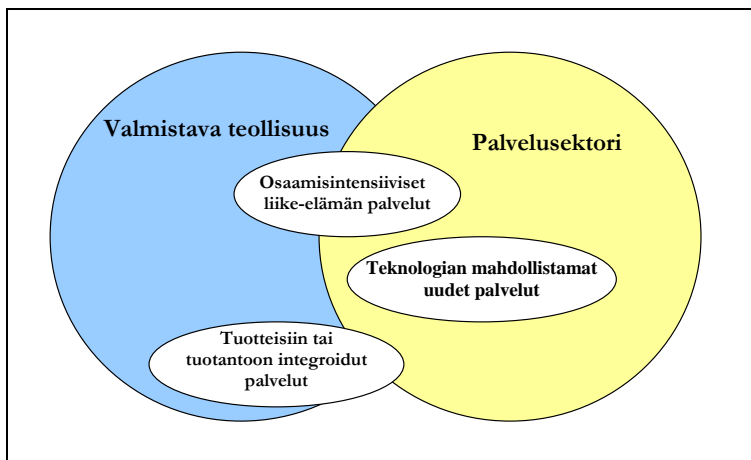 Valmistava teollisuus
Palvelusektori
Osaamisintensiiviset
liike-elämän palvelut
Teknologian mahdollistamat
uudet palvelut
Tuotteisiin tai
tuotantoon integroidut
palvelut